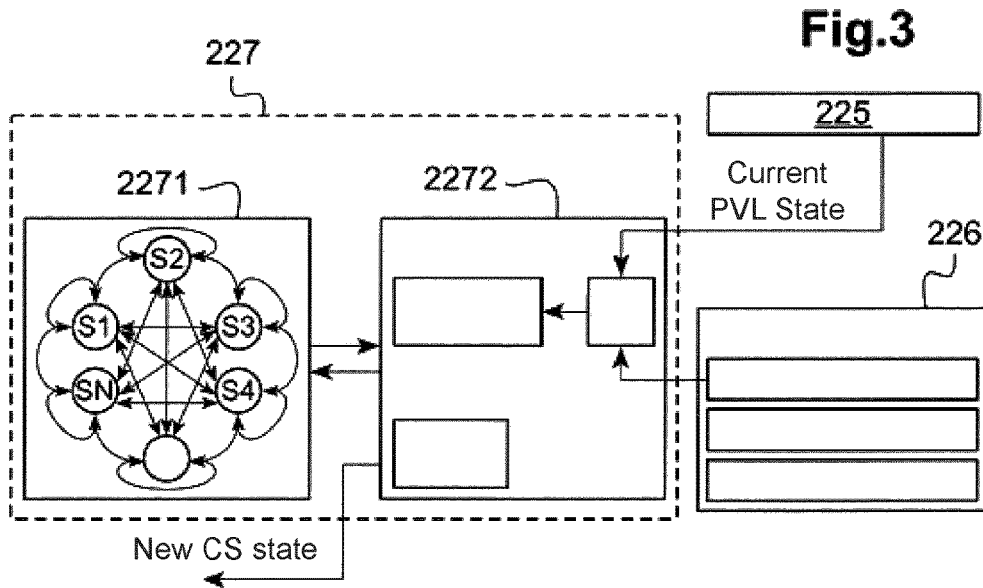 Fig.3
227
225
2271
2272
Current
PVL State
226
S2
S1
S3
SN
S4
New CS state